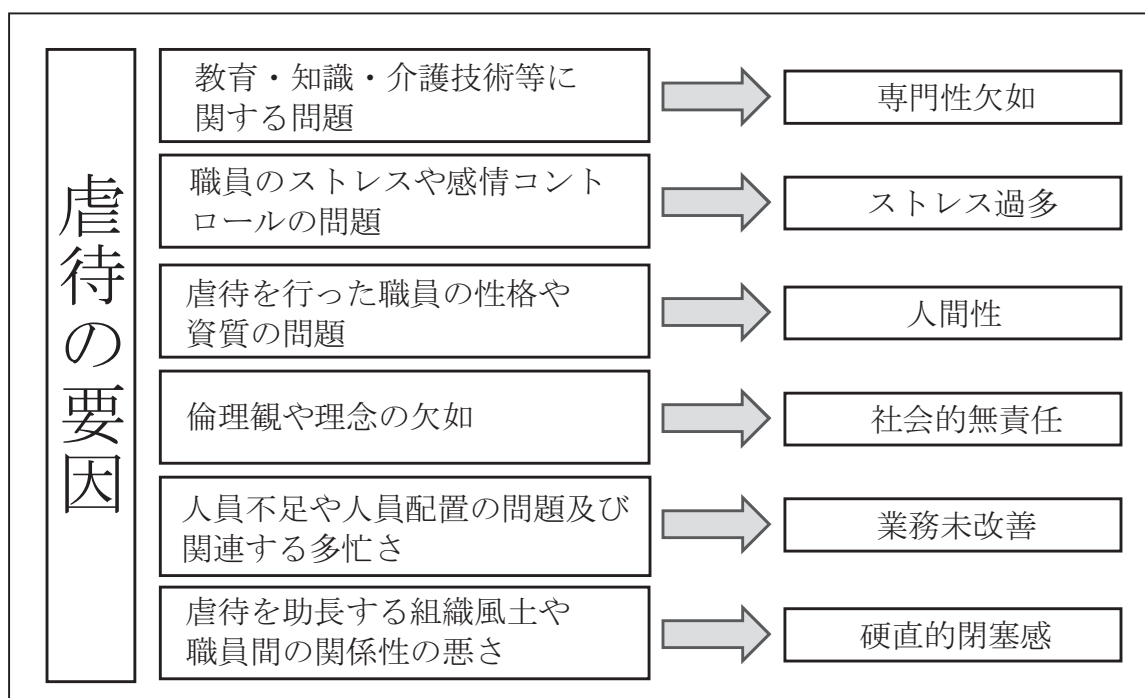 虐待の要因
教育・知識・介護技術等に
関する問題
専門性欠如
職員のストレスや感情コント
ロールの問題
ストレス過多
虐待を行った職員の性格や
資質の問題
人間性
倫理観や理念の欠如
社会的無責任
人員不足や人員配置の問題及び
関連する多忙さ
業務未改善
虐待を助長する組織風土や
職員間の関係性の悪さ
硬直的閉塞感